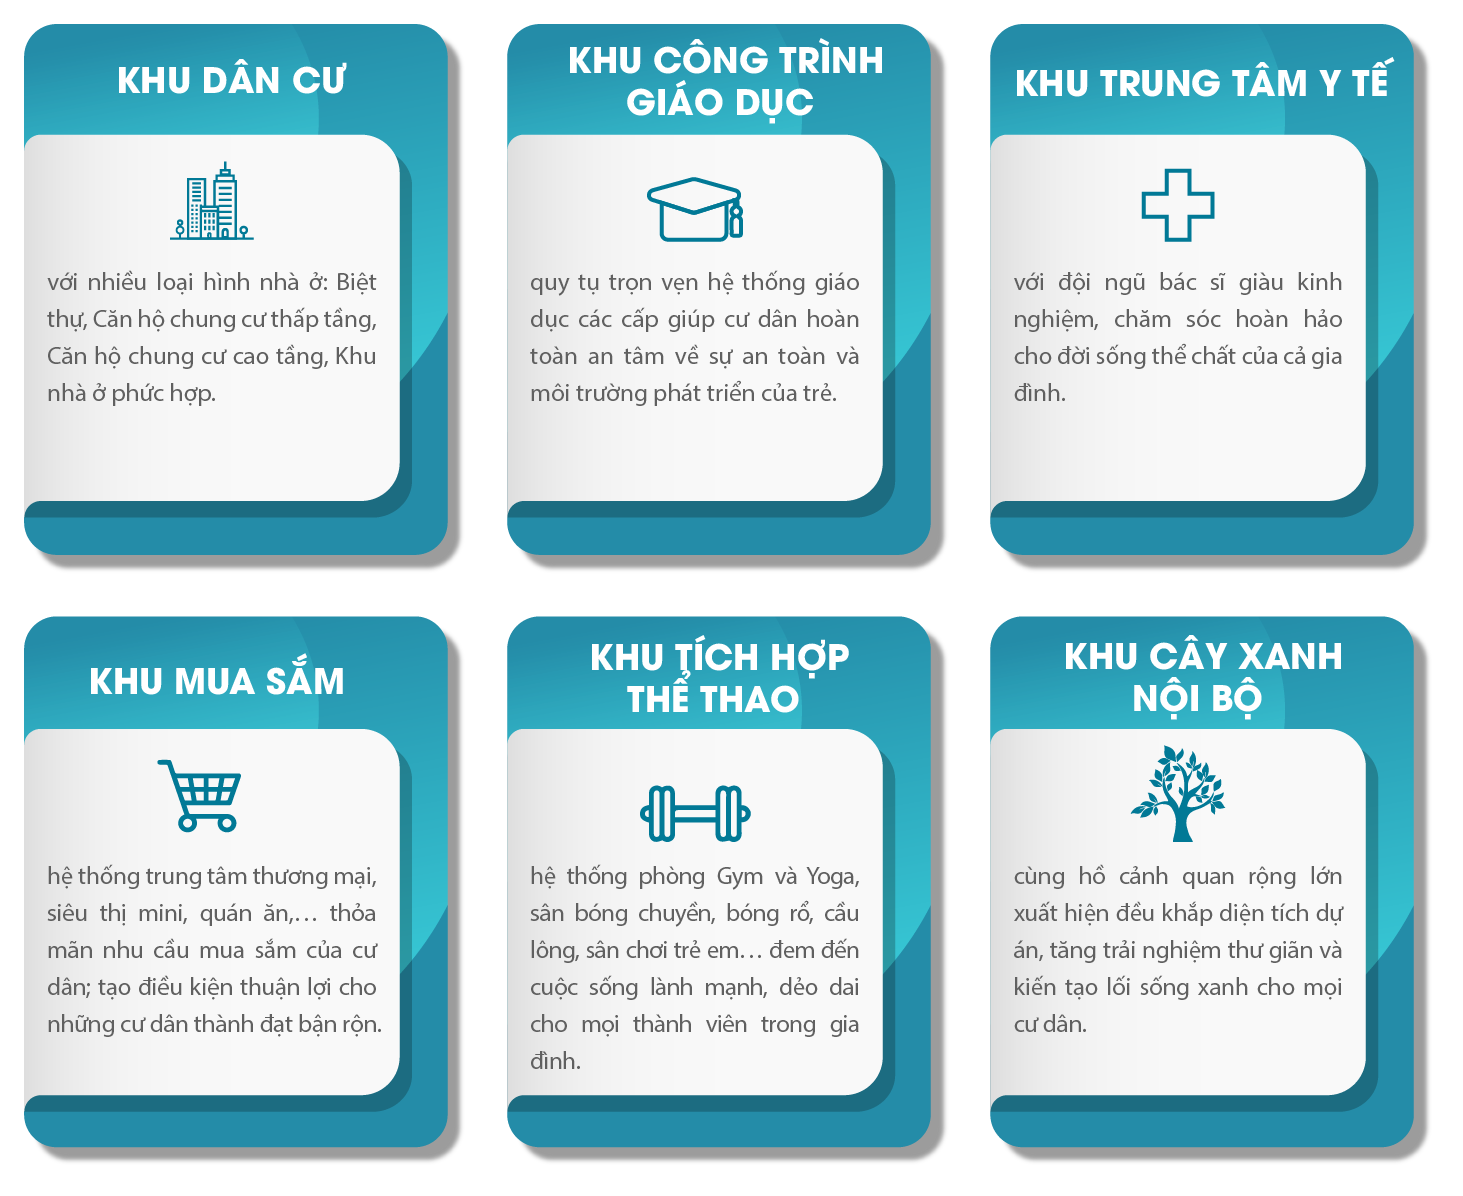 KHU DÂN CƯ
với nhiều loại hình nhà ở: Biệt
thự, Căn hộ chung cư thấp tầng,
Căn hộ chung cư cao tầng, Khu
nhà ở phức hợp.
KHU CÔNG TRÌNH
GIÁO DỤC
quy tụ trọn vẹn hệ thống giáo
dục các cấp giúp cư dân hoàn
toàn an tâm về sự an toàn và
môi trường phát triển của trẻ.
KHU TRUNG TÂM Y TẾ
với đội ngũ bác sĩ giàu kinh
nghiệm, chăm sóc hoàn hảo
cho đời sống thể chất của cả gia
đình.
KHU MUA SẮM
hệ thống trung tâm thương mại,
siêu thị mini, quán ăn,… thỏa
mãn nhu cầu mua sắm của cư
dân; tạo điều kiện thuận lợi cho
những cư dân thành đạt bận rộn.
KHU TÍCH HỢP
THỂ THAO
hệ thống phòng Gym và Yoga,
sân bóng chuyền, bóng rổ, cầu
lông, sân chơi trẻ em… đem đến
cuộc sống lành mạnh, dẻo dai
cho mọi thành viên trong gia
đình.
KHU CÂY XANH
NỘI BỘ
cùng hồ cảnh quan rộng lớn
xuất hiện đều khắp diện tích dự
án, tăng trải nghiệm thư giãn và
kiến tạo lối sống xanh cho mọi
cư dân.